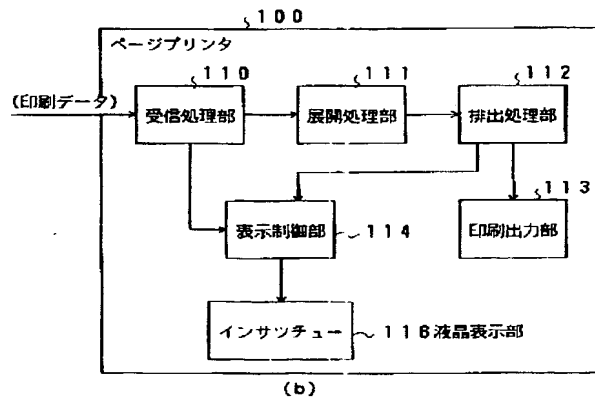 100
ページプリンタ
110
111
112
(印刷データ)
受信処理部
展開処理部
排出処理部
113
表示制御部
114
印刷出力部
インサツチュー
116液晶表示部
(b)